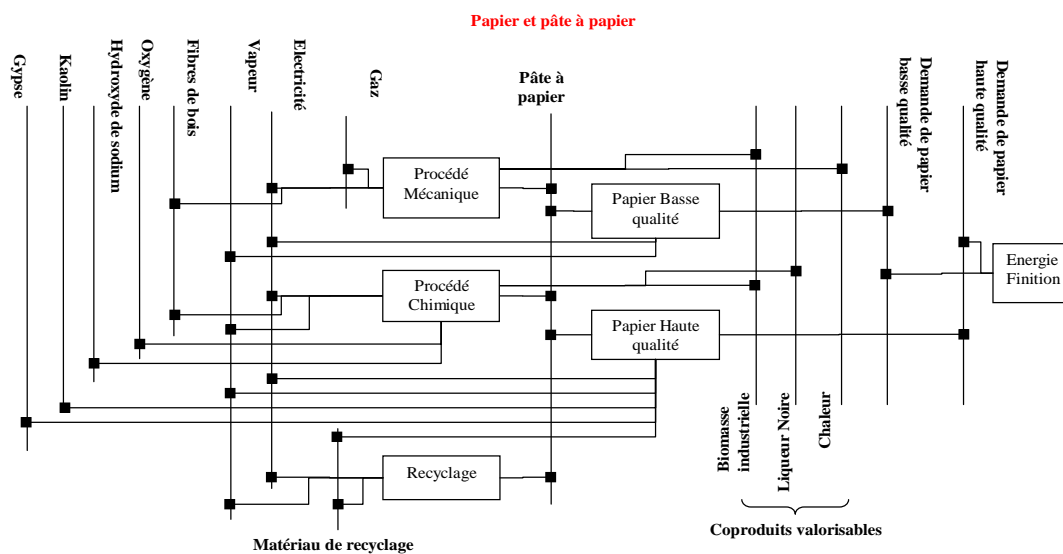 Papier et pâte à papier
Gypse
Kaolin
Hydroxyde de sodium
Oxygène
Fibres de bois
Vapeur
Electricité
Gaz
Pâte à
papier
Demande de papier
basse qualité
Demande de papier
haute qualité
Procédé
Mécanique
Papier Basse
qualité
Energie
Finition
Procédé
Chimique
Papier Haute
qualité
Recyclage
Biomasse
industrielle
Liqueur Noire
Chaleur
Matériau de recyclage
Coproduits valorisables